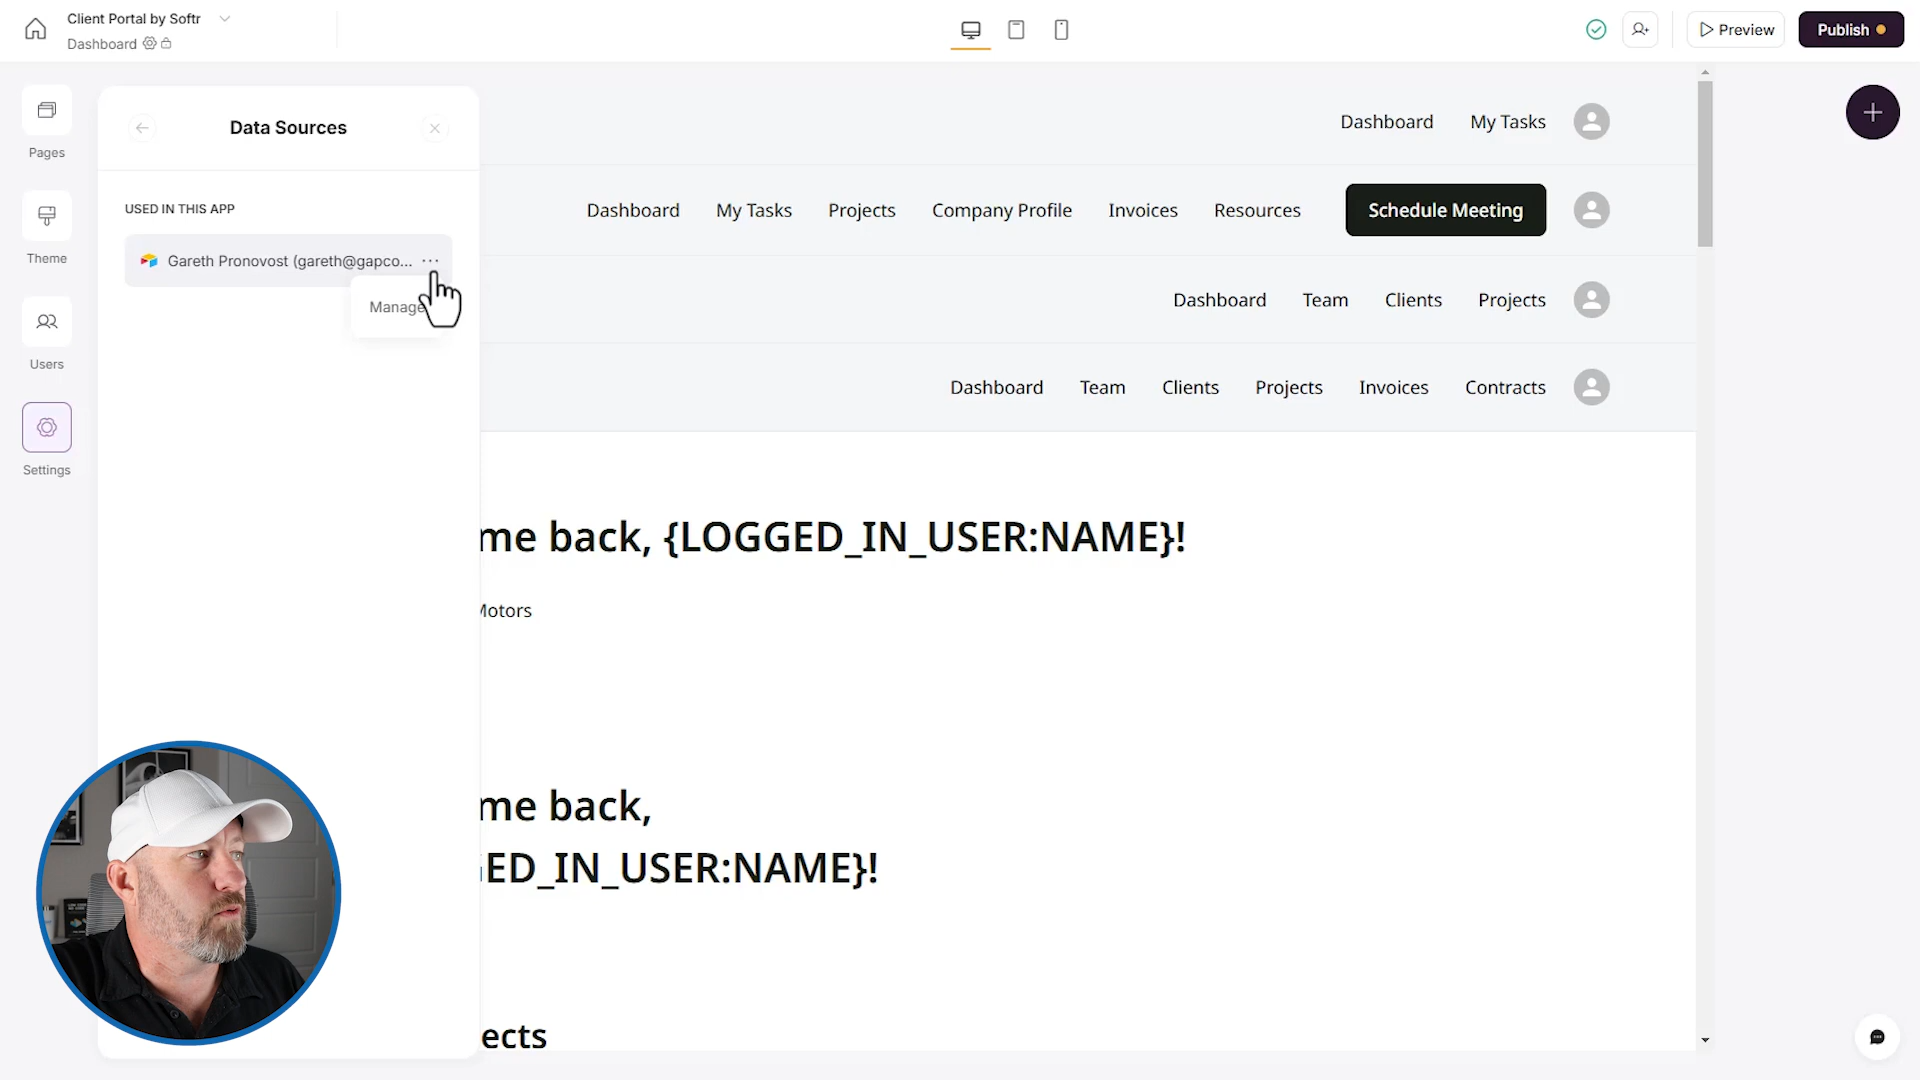 Client Portal by Softr
Dashboard
Preview
Publish
Pages
Theme
Users
Settings
Data Sources
USED IN THIS APP
Gareth Pronovost (gareth@gapco...
Manage
Dashboard My Tasks
Dashboard My Tasks Projects Company Profile Invoices Resources Schedule Meeting
Dashboard Team Clients Projects
Dashboard Team Clients Projects Invoices Contracts
me back, {LOGGED_IN_USER:NAME}!
Motors
me back,
GED_IN_USER:NAME}!
ects